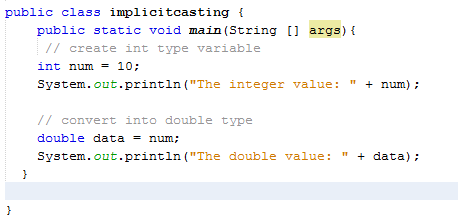 public class implicitcasting {
    public static void main(String [] args){
     // create int type variable
    int num = 10;
    System.out.println("The integer value: " + num);

    // convert into double type
    double data = num;
    System.out.println("The double value: " + data);
  }

}